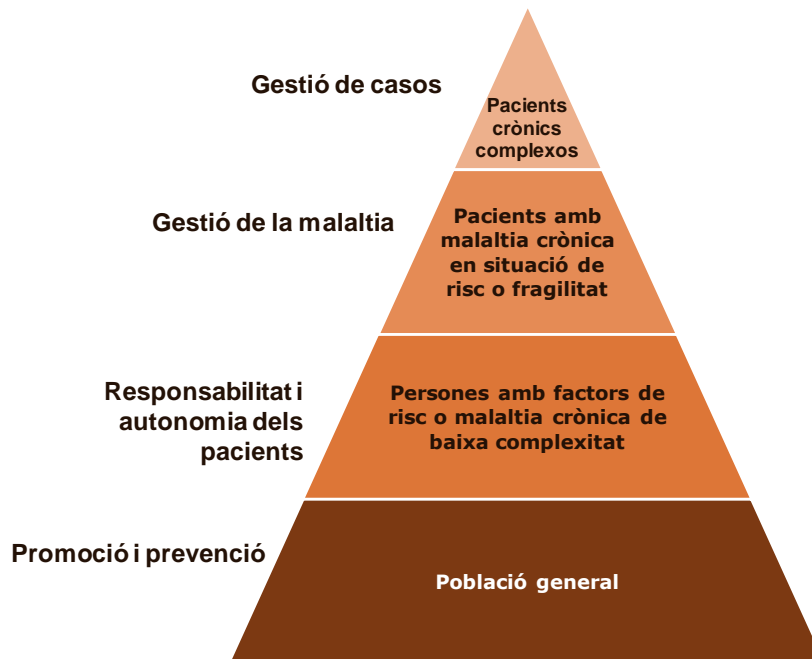 Gestió de casos
Pacients
crònics
complexos
Gestió de la malaltia
Pacients amb
malaltia crònica
en situació de
risc o fragilitat
Responsabilitat i
autonomia dels
pacients
Persones amb factors de
risc o malaltia crònica de
baixa complexitat
Promoció i prevenció
Població general